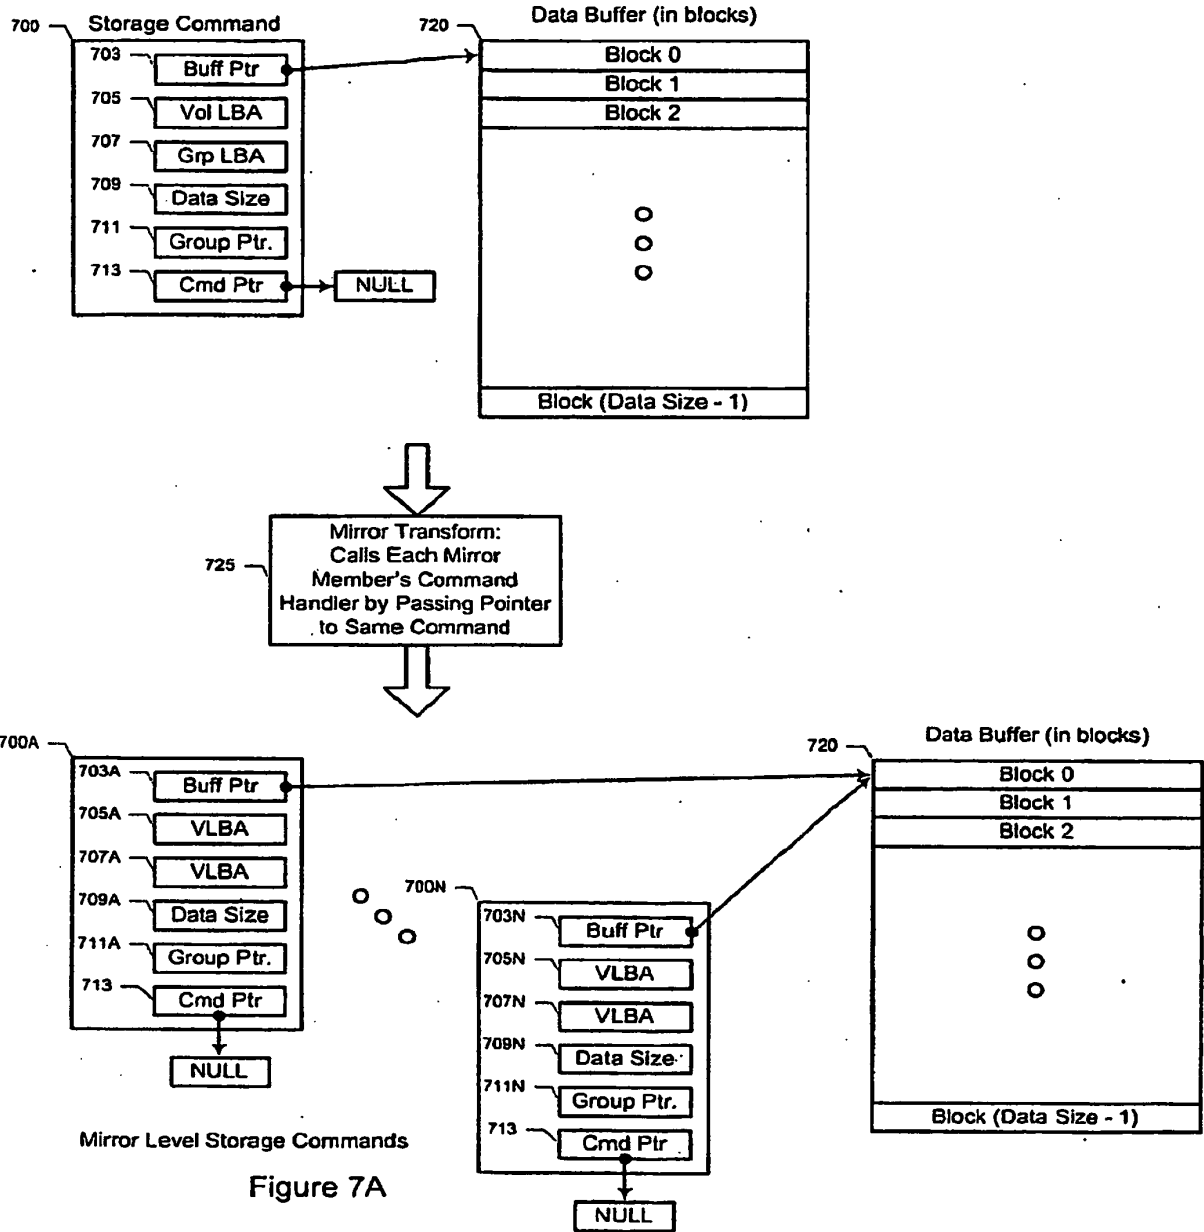 700
Storage Command
703
Buff Ptr
705
Vol LBA
707
Grp LBA
709
Data Size
711
Group Ptr.
713
Cmd Ptr
NULL
720
Data Buffer (in blocks)
Block 0
Block 1
Block 2
Block (Data Size - 1)
725
Mirror Transform:
Calls Each Mirror
Member's Command
Handler by Passing Pointer
to Same Command
700A
703A
Buff Ptr
705A
VLBA
707A
VLBA
709A
Data Size
711A
Group Ptr.
713
Cmd Ptr
NULL
700N
703N
Buff Ptr
705N
VLBA
707N
VLBA
709N
Data Size
711N
Group Ptr.
713
Cmd Ptr
NULL
720
Data Buffer (in blocks)
Block 0
Block 1
Block 2
Block (Data Size - 1)
Mirror Level Storage Commands
Figure 7A